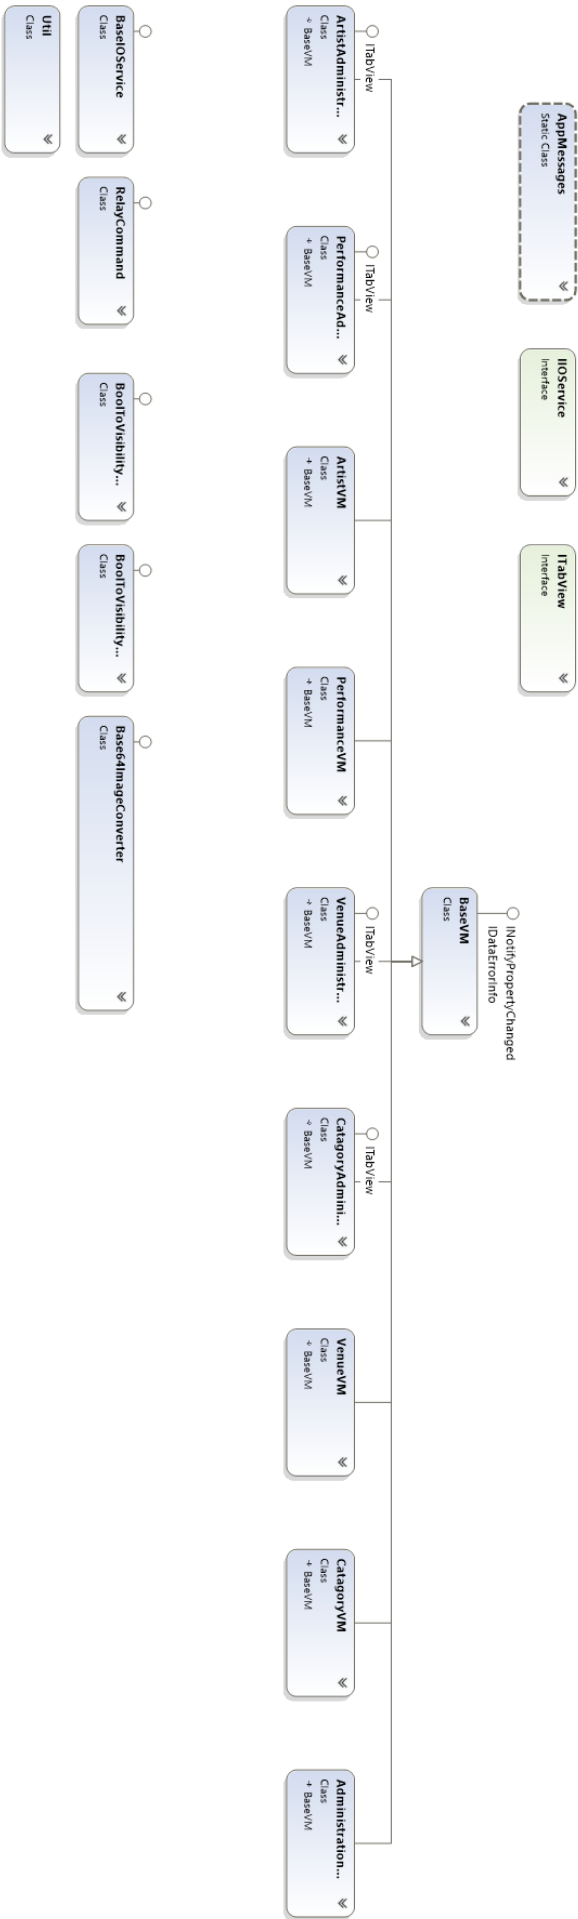 AppMessages
Static Class
IIOService
Interface
ITabView
Interface
INotifyPropertyChanged
IDataErrorInfo
BaseVM
Class
ITabView
ArtistAdministr...
Class
→ BaseVM
ITabView
PerformanceAd...
Class
→ BaseVM
ArtistVM
Class
→ BaseVM
PerformanceVM
Class
→ BaseVM
ITabView
VenueAdministr...
Class
→ BaseVM
ITabView
CatagoryAdmini...
Class
→ BaseVM
VenueVM
Class
→ BaseVM
CatagoryVM
Class
→ BaseVM
Administration...
Class
→ BaseVM
BaseIOService
Class
RelayCommand
Class
BoolToVisibility...
Class
BoolToVisibility...
Class
Base64ImageConverter
Class
Util
Class